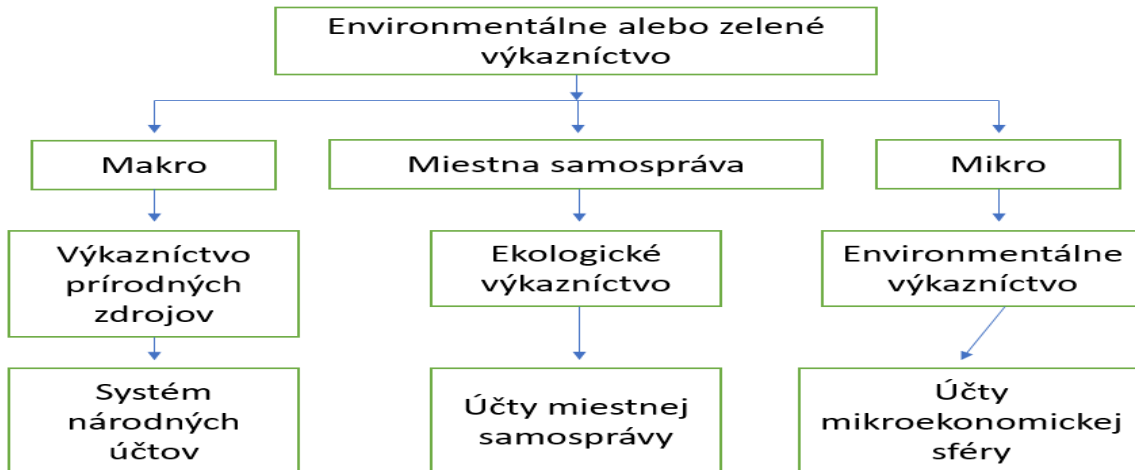 Environmentálne alebo zelené
výkazníctvo
Makro
Miestna samospráva
Mikro
Výkazníctvo
prírodných
zdrojov
Ekologické
výkazníctvo
Environmentálne
výkazníctvo
Systém
národných
účtov
Účty miestnej
samosprávy
Účty
mikroekonomickej
sféry